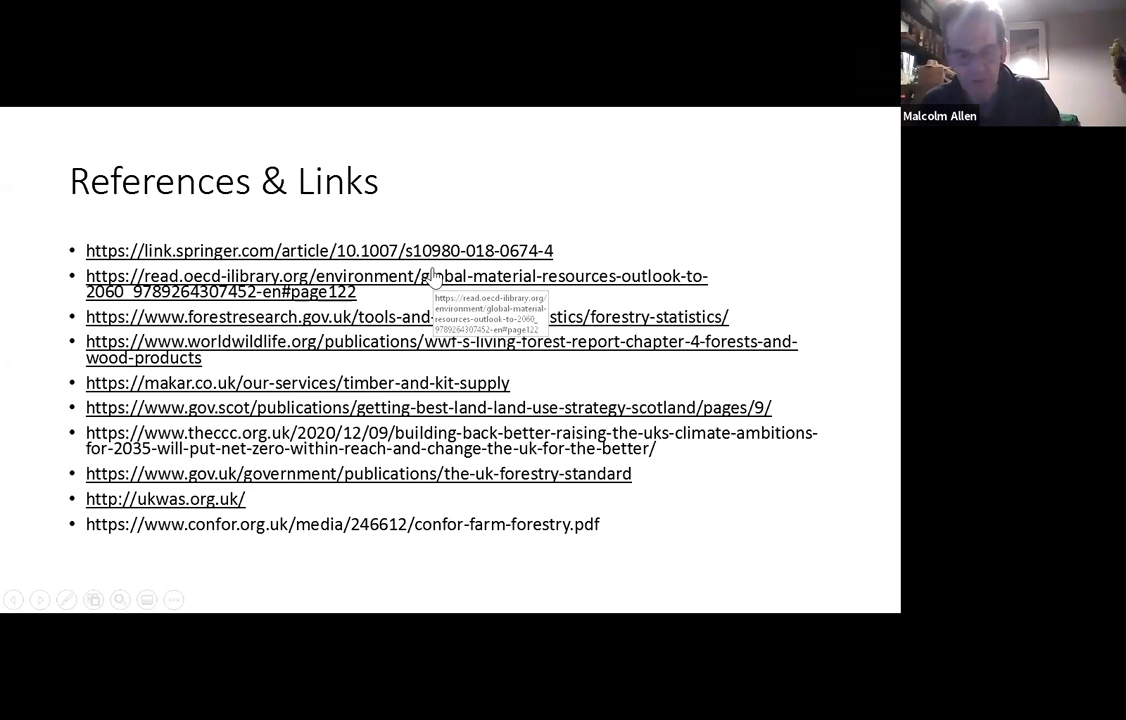 Malcolm Allen
References & Links
• https://link.springer.com/article/10.1007/s10980-018-0674-4
• https://read.oecd-ilibrary.org/environment/global-material-resources-outlook-to-
2060_9789264307452-en#page122
https://read.oecd-ilibrary.org/
environment/global-material-
resources-outlook-to-2060_
9789264307452-en#page122
• https://www.forestresearch.gov.uk/tools-and- stics/forestry-statistics/
• https://www.worldwildlife.org/publications/wwf-s-living-forest-report-chapter-4-forests-and-
wood-products
• https://makar.co.uk/our-services/timber-and-kit-supply
• https://www.gov.scot/publications/getting-best-land-land-use-strategy-scotland/pages/9/
• https://www.theccc.org.uk/2020/12/09/building-back-better-raising-the-uks-climate-ambitions-
for-2035-will-put-net-zero-within-reach-and-change-the-uk-for-the-better/
• https://www.gov.uk/government/publications/the-uk-forestry-standard
• http://ukwas.org.uk/
• https://www.confor.org.uk/media/246612/confor-farm-forestry.pdf